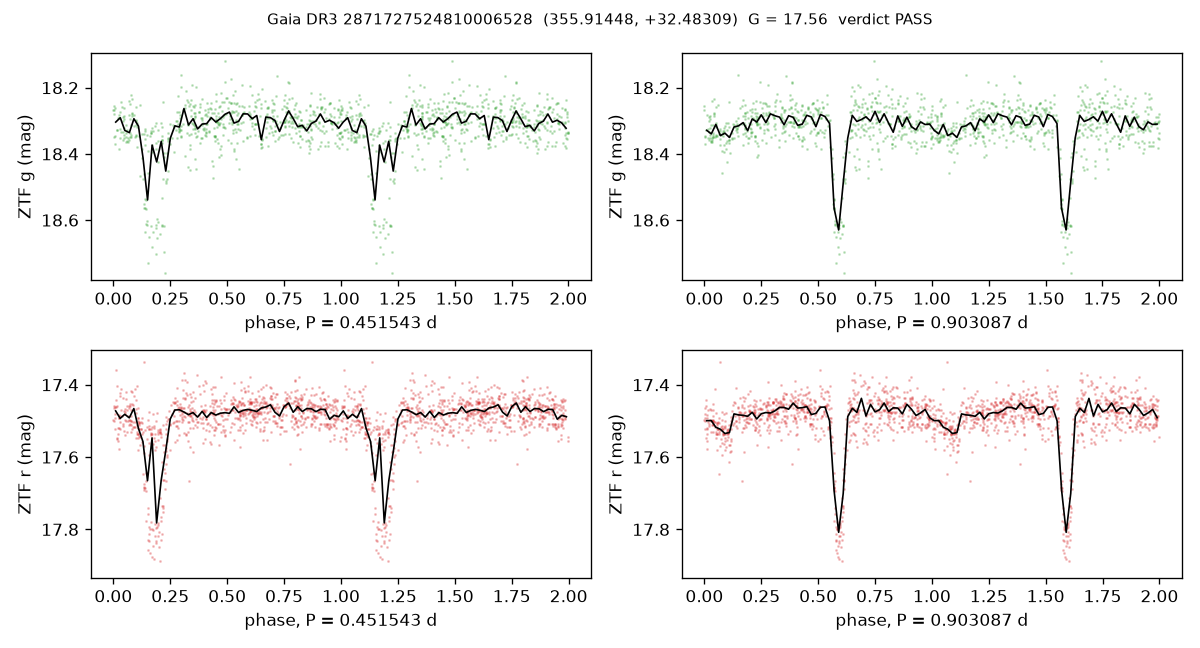 Gaia DR3 2871727524810006528 (355.91448, +32.48309) G = 17.56 verdict PASS
ZTF g (mag)
18.2
18.4
18.6
0.00 0.25 0.50 0.75 1.00 1.25 1.50 1.75 2.00
phase, P = 0.451543 d
ZTF g (mag)
18.2
18.4
18.6
0.00 0.25 0.50 0.75 1.00 1.25 1.50 1.75 2.00
phase, P = 0.903087 d
ZTF r (mag)
17.4
17.6
17.8
0.00 0.25 0.50 0.75 1.00 1.25 1.50 1.75 2.00
phase, P = 0.451543 d
ZTF r (mag)
17.4
17.6
17.8
0.00 0.25 0.50 0.75 1.00 1.25 1.50 1.75 2.00
phase, P = 0.903087 d